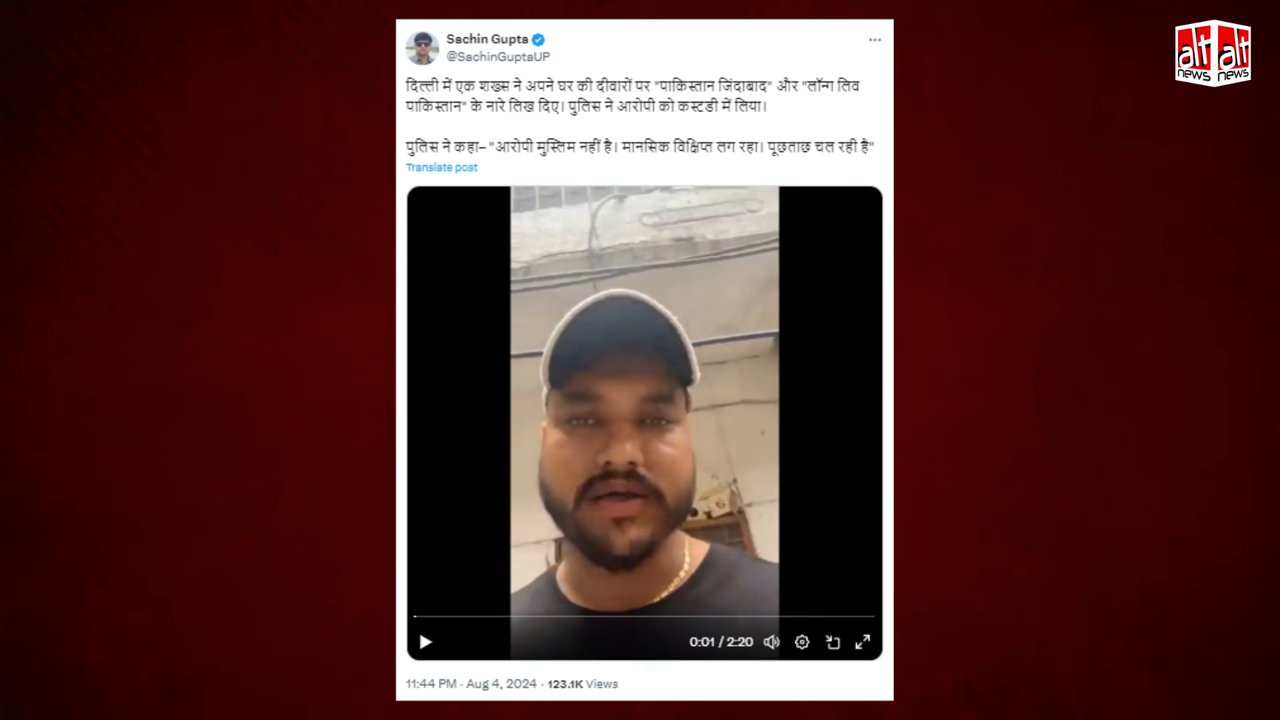 Sachin Gupta
@SachinGuptaUP
दिल्ली में एक शख्स ने अपने घर की दीवारों पर "पाकिस्तान जिंदाबाद" और "लॉन्ग लिव
पाकिस्तान" के नारे लिख दिए। पुलिस ने आरोपी को कस्टडी में लिया।
पुलिस ने कहा– "आरोपी मुस्लिम नहीं है। मानसिक विक्षिप्त लग रहा। पूछताछ चल रही है"
Translate post
0:01 / 2:20
11:44 PM · Aug 4, 2024 · 123.1K Views
alt alt
news news